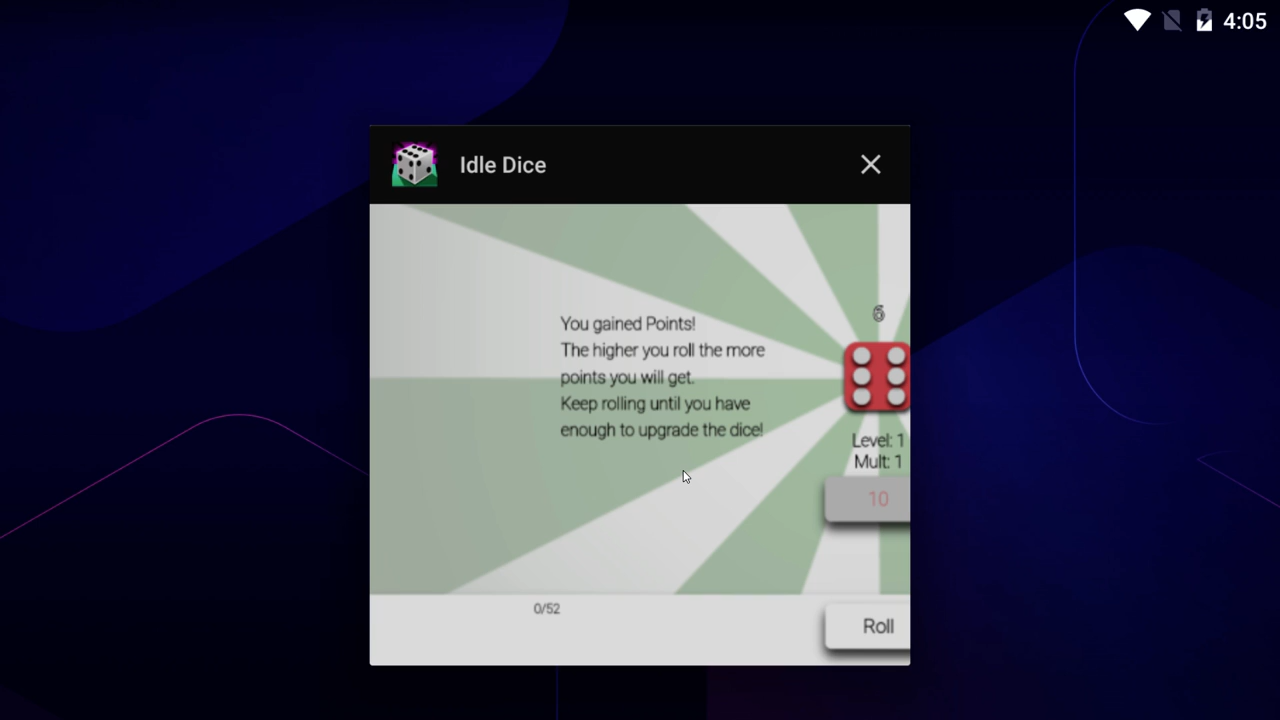 4:05
Idle Dice
You gained Points!
The higher you roll the more
points you will get.
Keep rolling until you have
enough to upgrade the dice!
6
Level: 1
Mult: 1
10
0/52
Roll